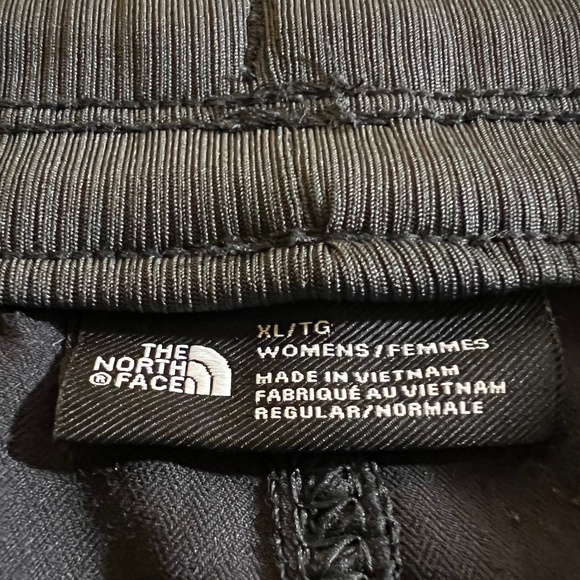 THE
NORTH
FACE®
XL/TG
WOMENS/FEMMES
MADE IN VIETNAM
FABRIQUÉ AU VIETNAM
REGULAR/NORMALE